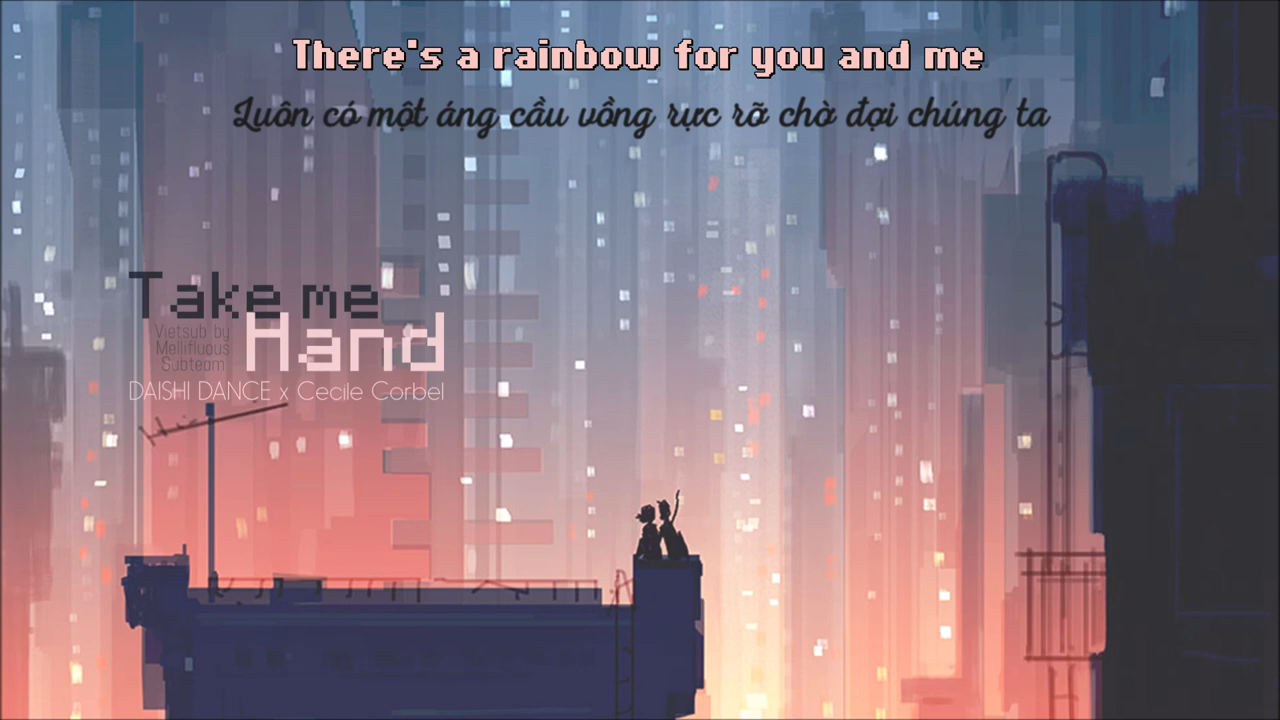 There's a rainbow for you and me
Luôn có một áng cầu vồng rực rỡ chờ đợi chúng ta
Take me
Hand
Vietsub by
Mellifluous
Subteam
DAISHI DANCE x Cecile Corbel